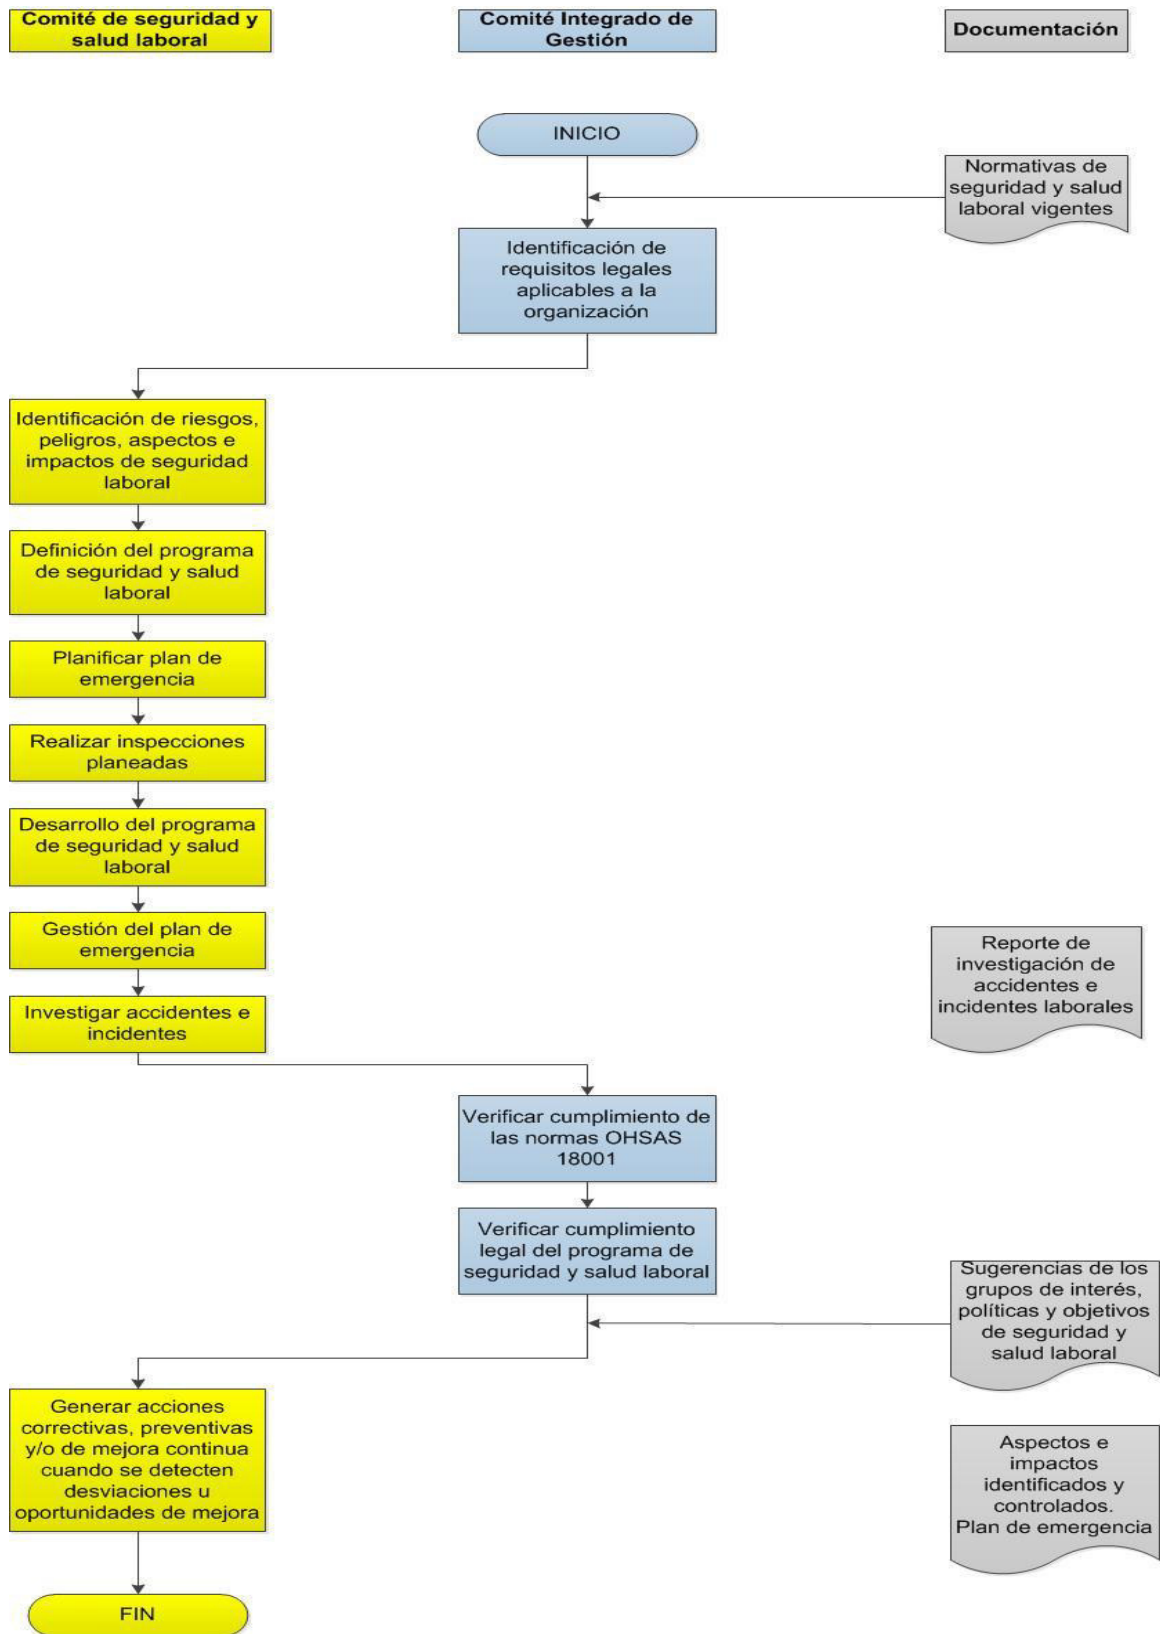 Comité de seguridad y
salud laboral
Comité Integrado de
Gestión
Documentación
INICIO
Normativas de
seguridad y salud
laboral vigentes
Identificación de
requisitos legales
aplicables a la
organización
Identificación de riesgos,
peligros, aspectos e
impactos de seguridad
laboral
Definición del programa
de seguridad y salud
laboral
Planificar plan de
emergencia
Realizar inspecciones
planeadas
Desarrollo del programa
de seguridad y salud
laboral
Gestión del plan de
emergencia
Reporte de
investigación de
accidentes e
incidentes laborales
Investigar accidentes e
incidentes
Verificar cumplimiento de
las normas OHSAS
18001
Verificar cumplimiento
legal del programa de
seguridad y salud laboral
Sugerencias de los
grupos de interés,
políticas y objetivos
de seguridad y
salud laboral
Generar acciones
correctivas, preventivas
y/o de mejora continua
cuando se detecten
desviaciones u
oportunidades de mejora
Aspectos e
impactos
identificados y
controlados.
Plan de emergencia
FIN